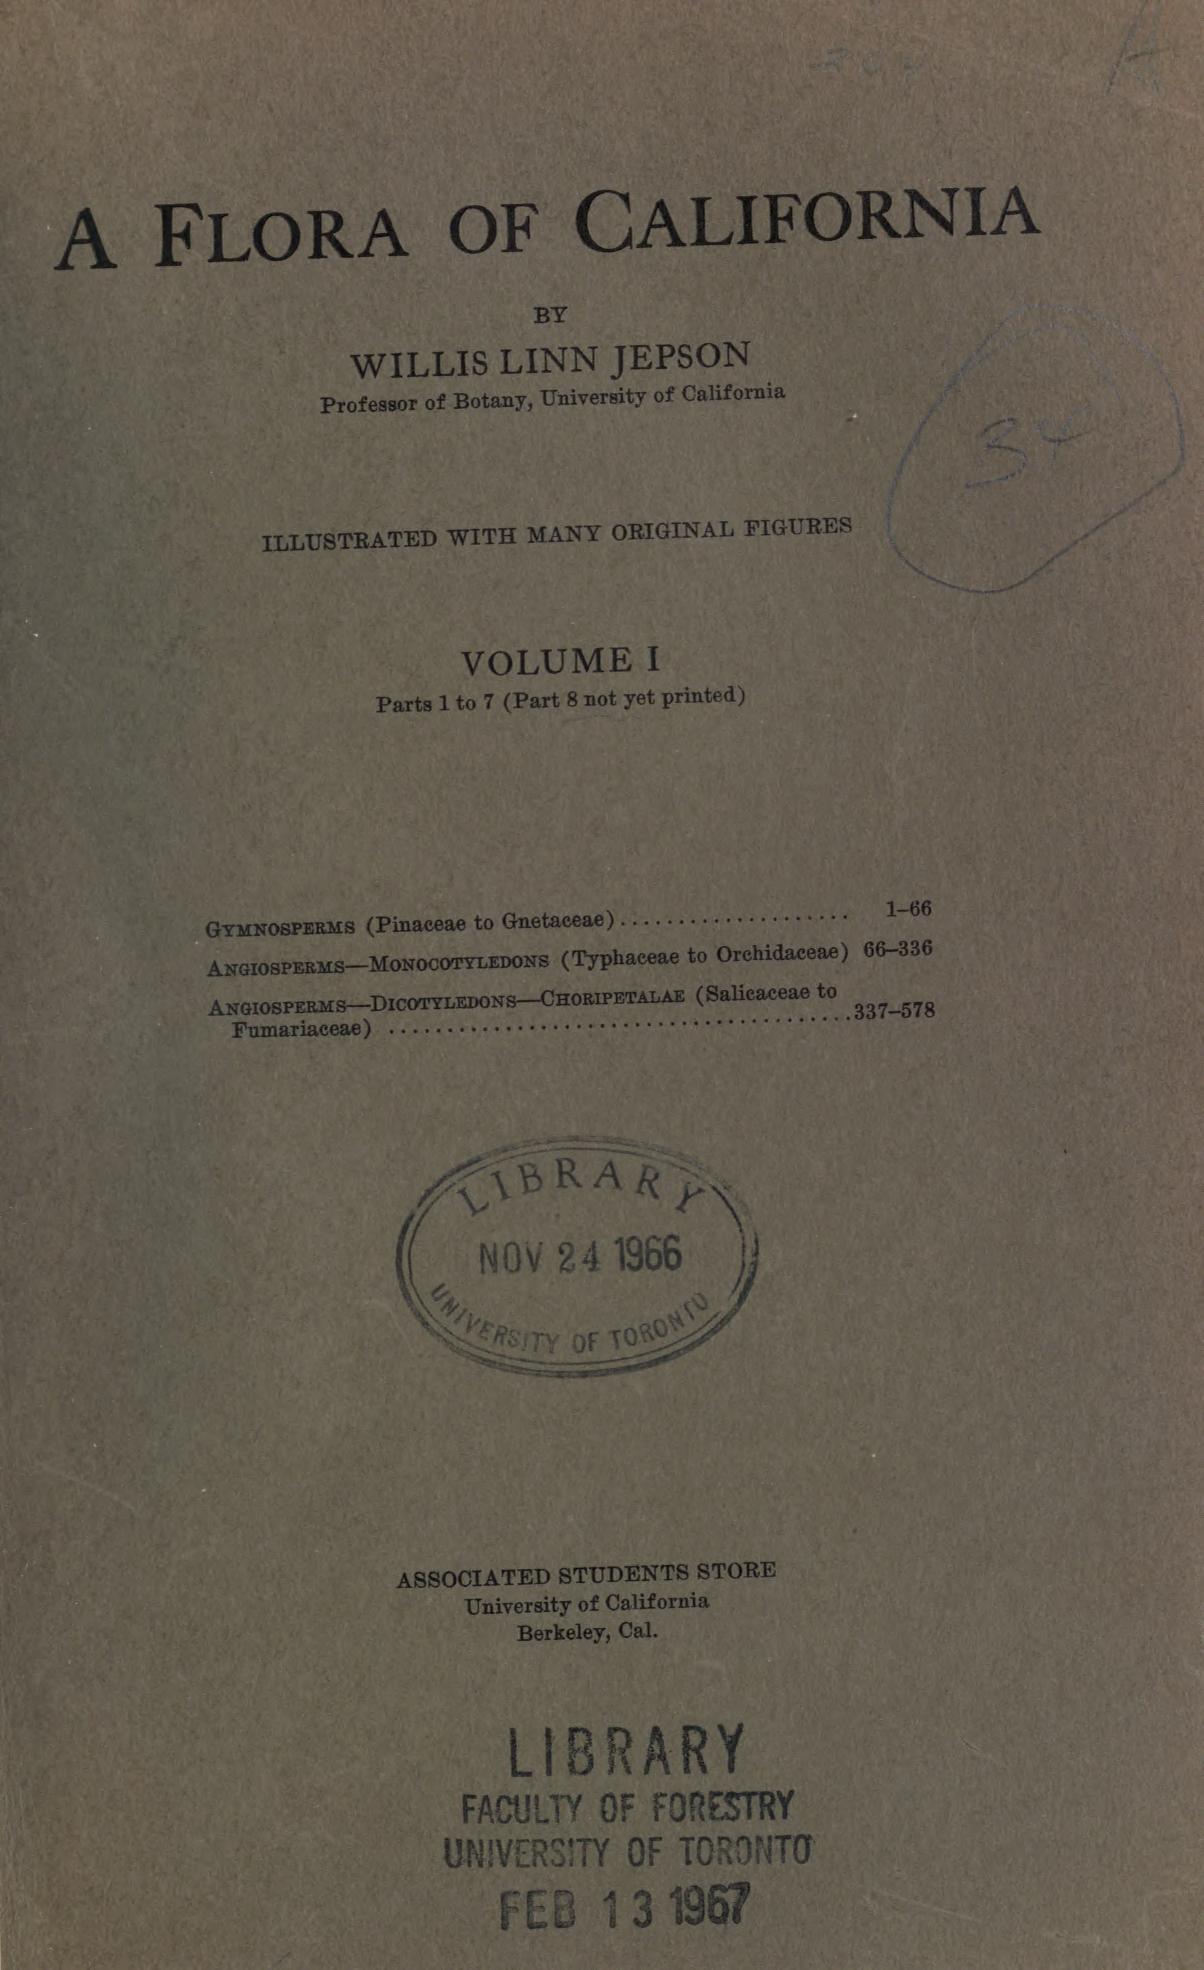 A FLORA OF CALIFORNIA
BY
WILLIS LINN JEPSON
Professor of Botany, University of California
34
ILLUSTRATED WITH MANY ORIGINAL FIGURES
VOLUME I
Parts 1 to 7 (Part 8 not yet printed)
GYMNOSPERMS (Pinaceae to Gnetaceae).................... 1–66
ANGIOSPERMS—MONOCOTYLEDONS (Typhaceae to Orchidaceae) 66–336
ANGIOSPERMS—DICOTYLEDONS—CHORIPETALAE (Salicaceae to
Fumariaceae) .......................................337–578
LIBRARY
NOV 24 1966
UNIVERSITY OF TORONTO
ASSOCIATED STUDENTS STORE
University of California
Berkeley, Cal.
LIBRARY
FACULTY OF FORESTRY
UNIVERSITY OF TORONTO
FEB 13 1967